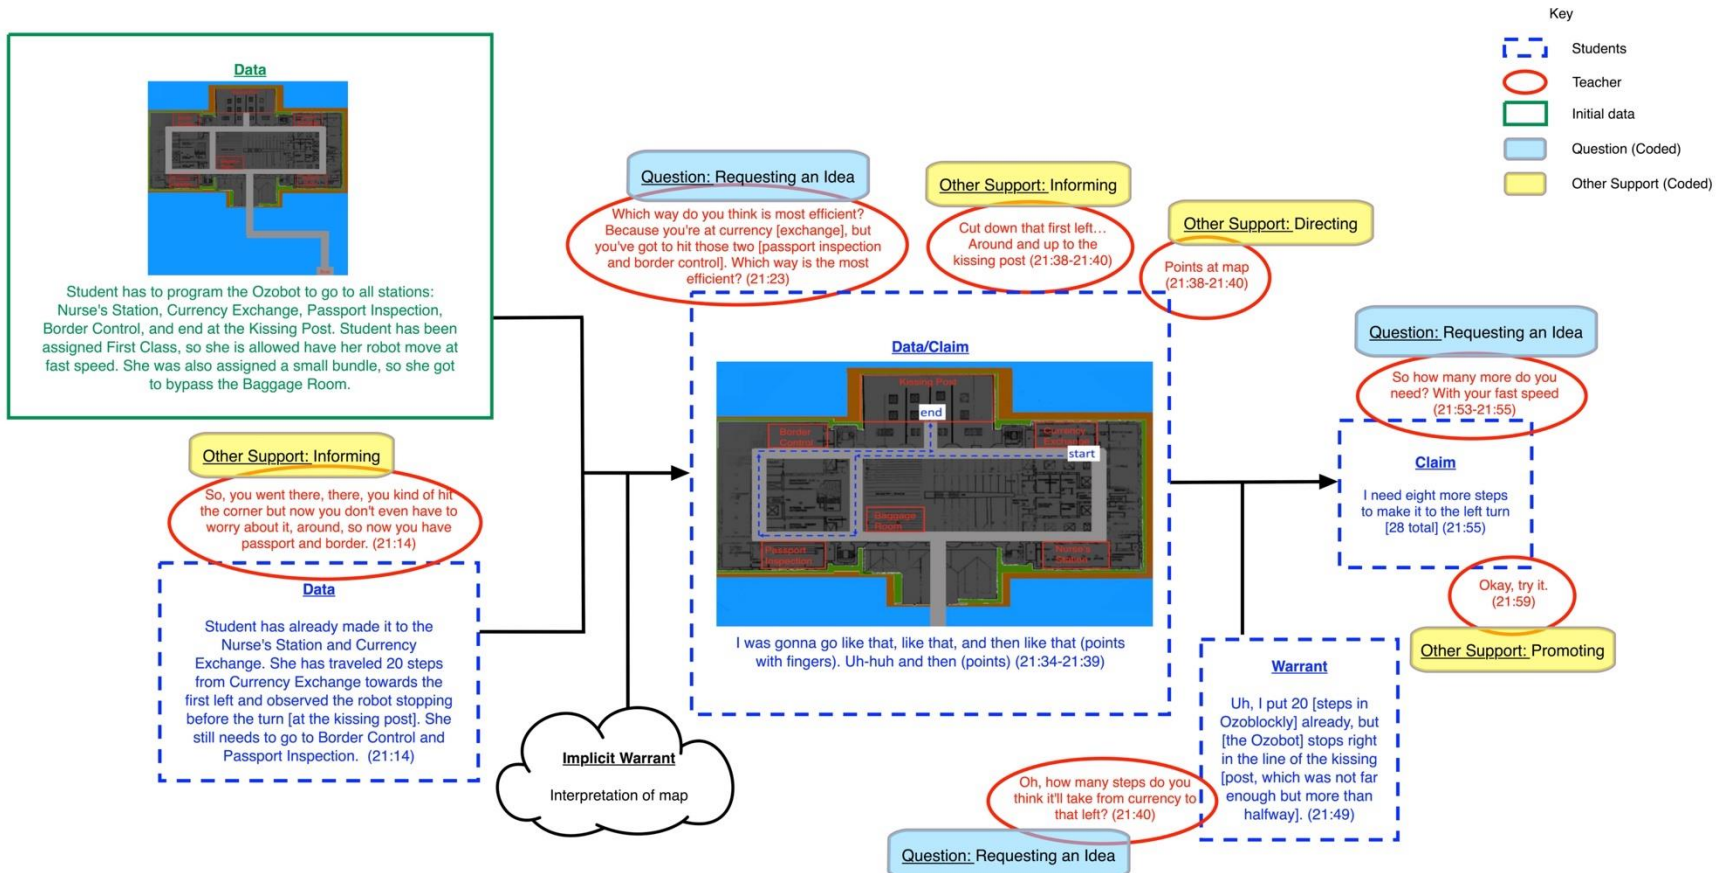 Key
Students
Teacher
Initial data
Question (Coded)
Other Support (Coded)
Data
Student has to program the Ozobot to go to all stations:
Nurse's Station, Currency Exchange, Passport Inspection,
Border Control, and end at the Kissing Post. Student has been
assigned First Class, so she is allowed have her robot move at
fast speed. She was also assigned a small bundle, so she got
to bypass the Baggage Room.
Other Support: Informing
So, you went there, there, you kind of hit
the corner but now you don't even have to
worry about it, around, so now you have
passport and border. (21:14)
Data
Student has already made it to the
Nurse's Station and Currency
Exchange. She has traveled 20 steps
from Currency Exchange towards the
first left and observed the robot stopping
before the turn [at the kissing post]. She
still needs to go to Border Control and
Passport Inspection. (21:14)
Implicit Warrant
Interpretation of map
Question: Requesting an Idea
Which way do you think is most efficient?
Because you're at currency [exchange], but
you've got to hit those two [passport inspection
and border control]. Which way is the most
efficient? (21:23)
Other Support: Informing
Cut down that first left...
Around and up to the
kissing post (21:38-21:40)
Other Support: Directing
Points at map
(21:38-21:40)
Data/Claim
Kissing Post
end
Border
Control
Currency
Exchange
start
Baggage
Room
Passport
Inspection
Nurse's
Station
I was gonna go like that, like that, and then like that (points
with fingers). Uh-huh and then (points) (21:34-21:39)
Question: Requesting an Idea
So how many more do you
need? With your fast speed
(21:53-21:55)
Claim
I need eight more steps
to make it to the left turn
[28 total] (21:55)
Okay, try it.
(21:59)
Other Support: Promoting
Warrant
Uh, I put 20 [steps in
Ozoblockly] already, but
[the Ozobot] stops right
in the line of the kissing
[post, which was not far
enough but more than
halfway]. (21:49)
Oh, how many steps do you
think it'll take from currency to
that left? (21:40)
Question: Requesting an Idea